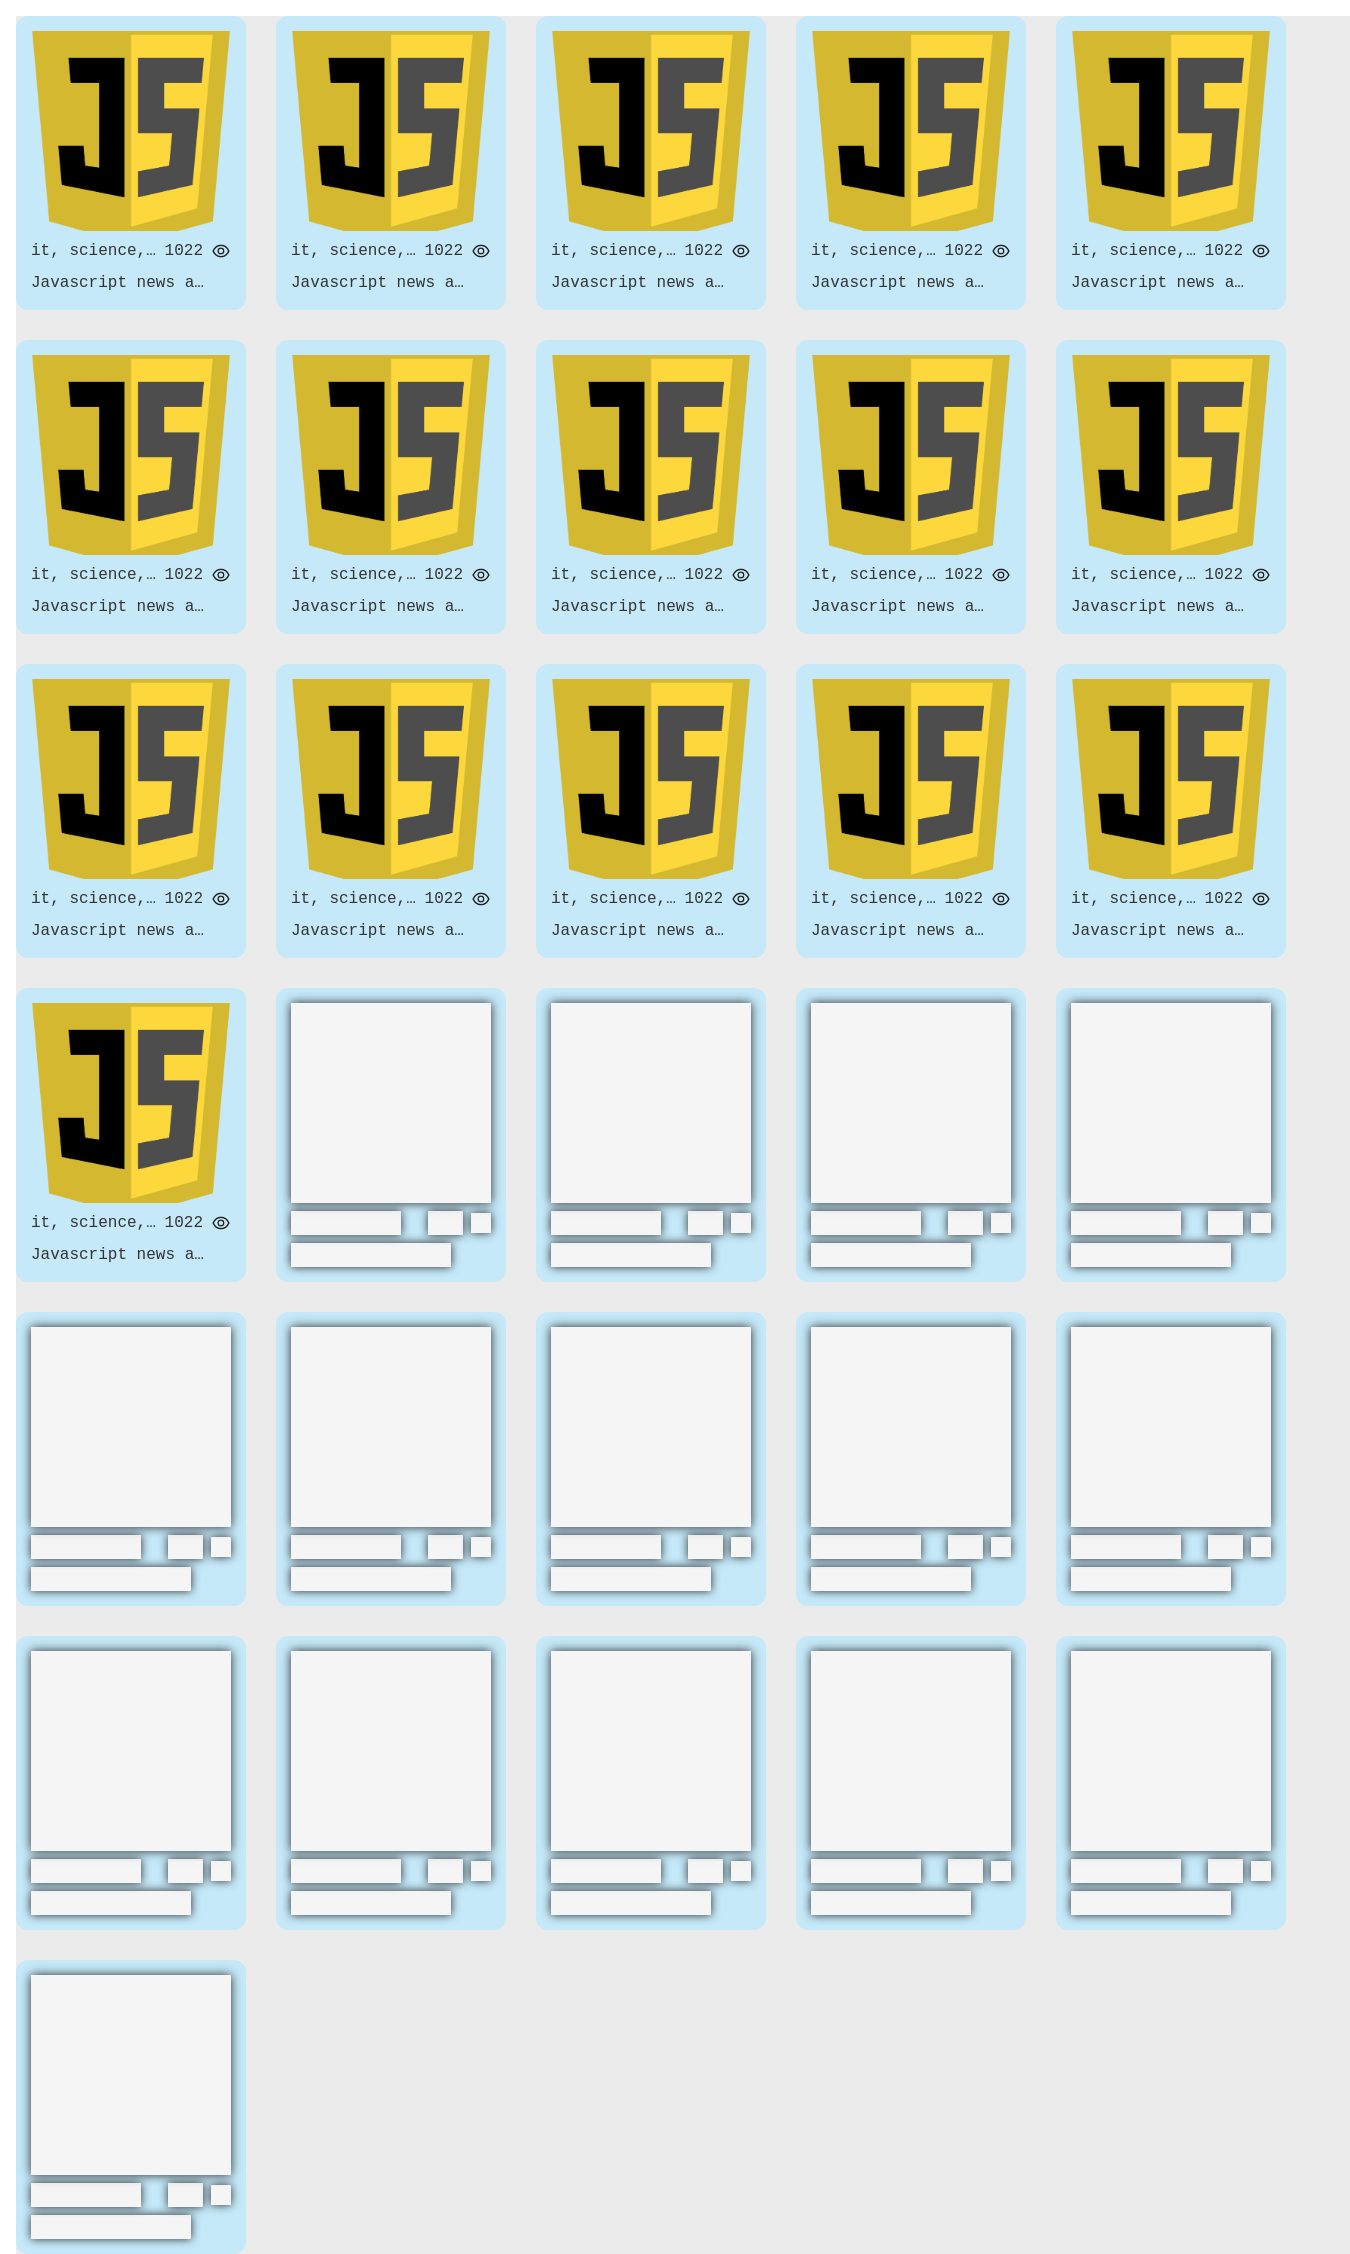 JS JS JS JS JS
it, science,… 1022 it, science,… 1022 it, science,… 1022 it, science,… 1022 it, science,… 1022
Javascript news a… Javascript news a… Javascript news a… Javascript news a… Javascript news a…
JS JS JS JS JS
it, science,… 1022 it, science,… 1022 it, science,… 1022 it, science,… 1022 it, science,… 1022
Javascript news a… Javascript news a… Javascript news a… Javascript news a… Javascript news a…
JS JS JS JS JS
it, science,… 1022 it, science,… 1022 it, science,… 1022 it, science,… 1022 it, science,… 1022
Javascript news a… Javascript news a… Javascript news a… Javascript news a… Javascript news a…
JS
it, science,… 1022
Javascript news a…